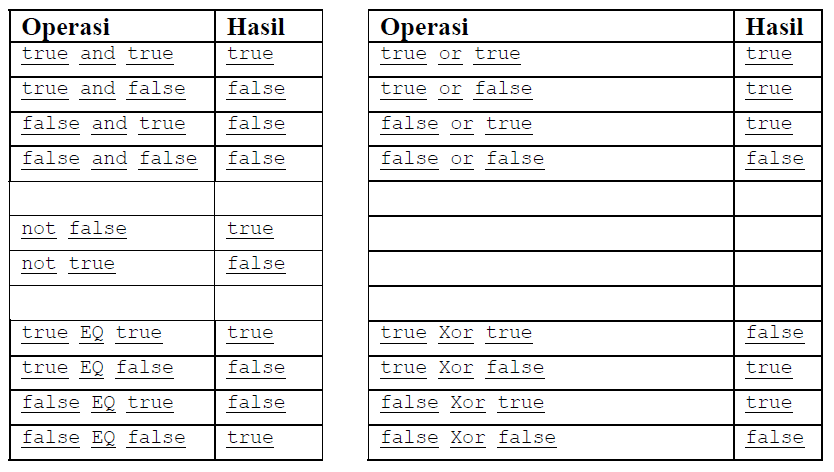 Operasi Hasil
true and true true
true and false false
false and true false
false and false false
not false true
not true false
true EQ true true
true EQ false false
false EQ true false
false EQ false true
Operasi Hasil
true or true true
true or false true
false or true true
false or false false
true Xor true false
true Xor false true
false Xor true true
false Xor false false